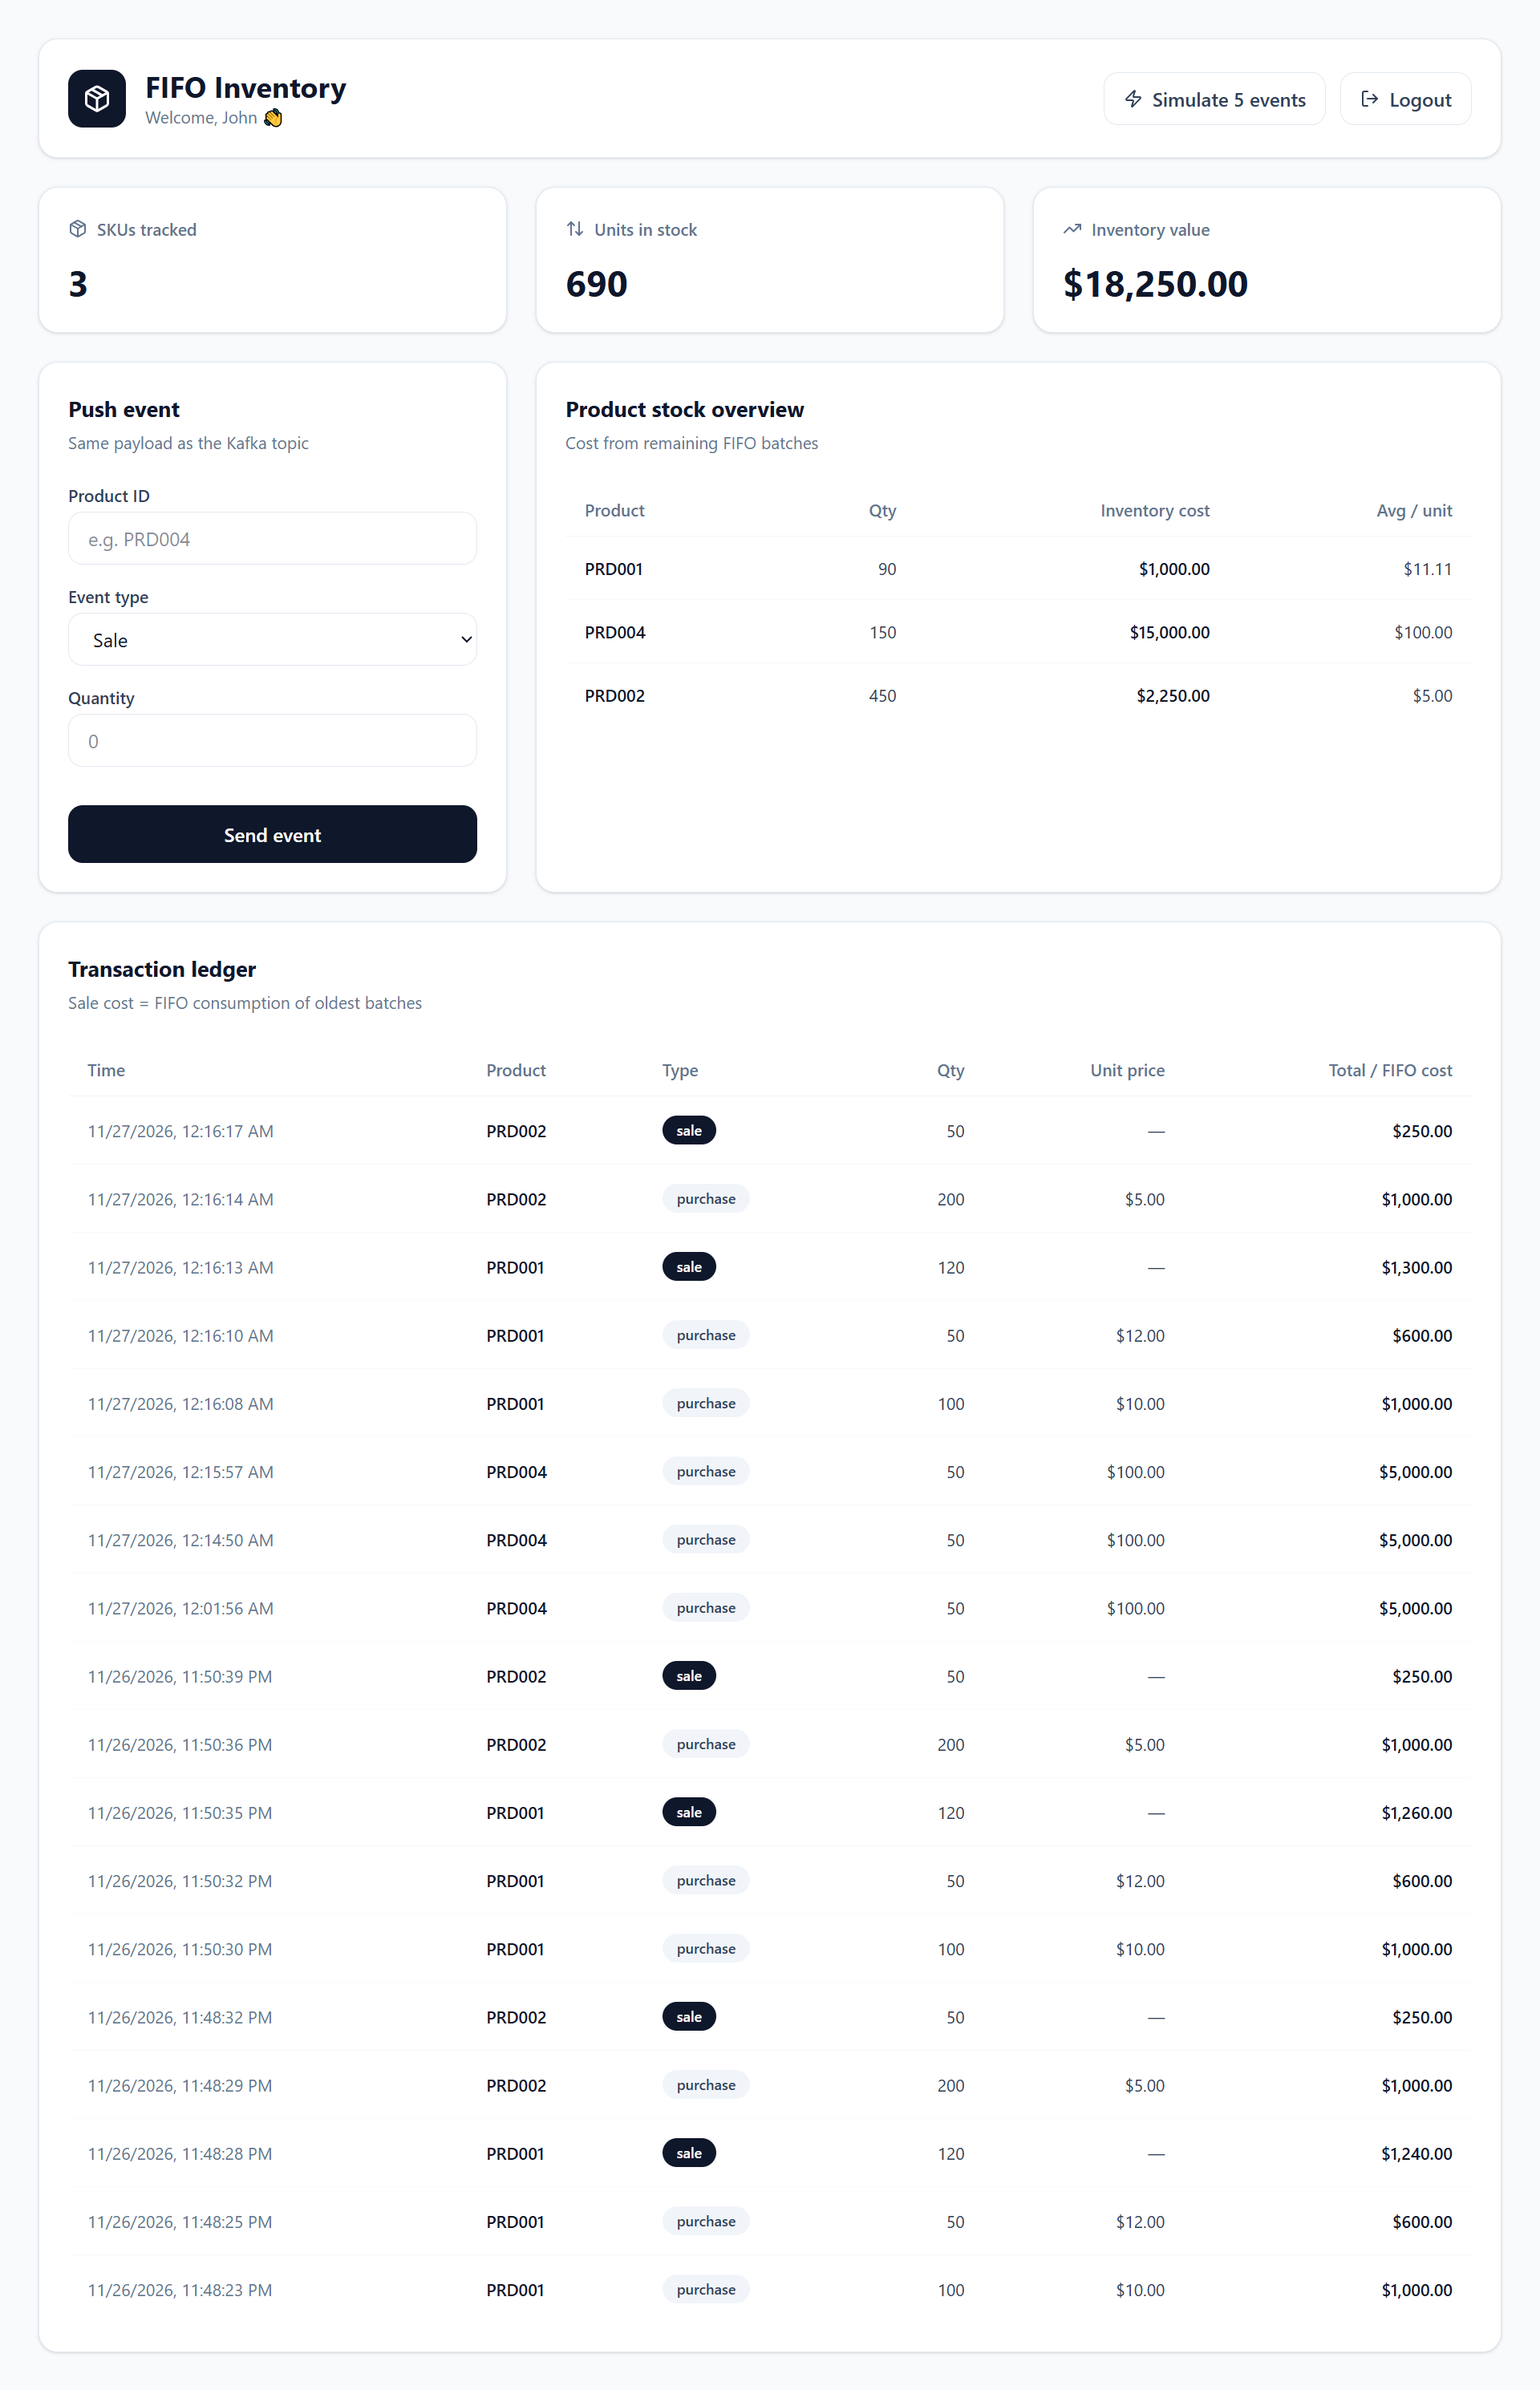 FIFO Inventory
Welcome, John 👋
Simulate 5 events
Logout
SKUs tracked
3
Units in stock
690
Inventory value
$18,250.00
Push event
Same payload as the Kafka topic
Product ID
e.g. PRD004
Event type
Sale
Quantity
0
Send event
Product stock overview
Cost from remaining FIFO batches
Product Qty Inventory cost Avg / unit
PRD001 90 $1,000.00 $11.11
PRD004 150 $15,000.00 $100.00
PRD002 450 $2,250.00 $5.00
Transaction ledger
Sale cost = FIFO consumption of oldest batches
Time Product Type Qty Unit price Total / FIFO cost
11/27/2026, 12:16:17 AM PRD002 sale 50 — $250.00
11/27/2026, 12:16:14 AM PRD002 purchase 200 $5.00 $1,000.00
11/27/2026, 12:16:13 AM PRD001 sale 120 — $1,300.00
11/27/2026, 12:16:10 AM PRD001 purchase 50 $12.00 $600.00
11/27/2026, 12:16:08 AM PRD001 purchase 100 $10.00 $1,000.00
11/27/2026, 12:15:57 AM PRD004 purchase 50 $100.00 $5,000.00
11/27/2026, 12:14:50 AM PRD004 purchase 50 $100.00 $5,000.00
11/27/2026, 12:01:56 AM PRD004 purchase 50 $100.00 $5,000.00
11/26/2026, 11:50:39 PM PRD002 sale 50 — $250.00
11/26/2026, 11:50:36 PM PRD002 purchase 200 $5.00 $1,000.00
11/26/2026, 11:50:35 PM PRD001 sale 120 — $1,260.00
11/26/2026, 11:50:32 PM PRD001 purchase 50 $12.00 $600.00
11/26/2026, 11:50:30 PM PRD001 purchase 100 $10.00 $1,000.00
11/26/2026, 11:48:32 PM PRD002 sale 50 — $250.00
11/26/2026, 11:48:29 PM PRD002 purchase 200 $5.00 $1,000.00
11/26/2026, 11:48:28 PM PRD001 sale 120 — $1,240.00
11/26/2026, 11:48:25 PM PRD001 purchase 50 $12.00 $600.00
11/26/2026, 11:48:23 PM PRD001 purchase 100 $10.00 $1,000.00